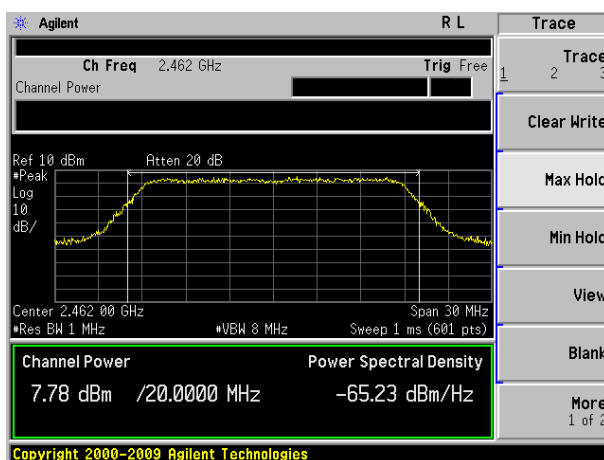 Agilent R L Trace
Ch Freq 2.462 GHz Trig Free
Channel Power
Trace
1 2 3
Clear Write
Max Hold
Min Hold
View
Blank
More
1 of 2
Ref 10 dBm Atten 20 dB
#Peak
Log
10
dB/
Center 2.462 00 GHz Span 30 MHz
#Res BW 1 MHz #VBW 8 MHz Sweep 1 ms (601 pts)
Channel Power Power Spectral Density
7.78 dBm /20.0000 MHz -65.23 dBm/Hz
Copyright 2000-2009 Agilent Technologies